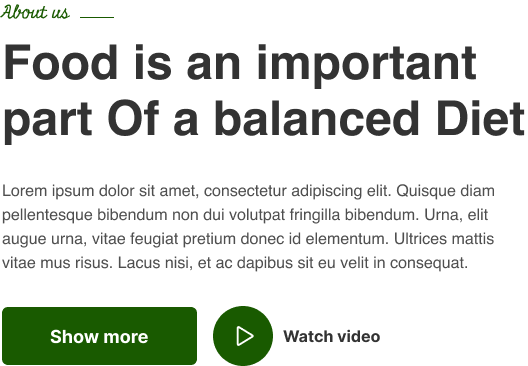 About us
Food is an important
part Of a balanced Diet
Lorem ipsum dolor sit amet, consectetur adipiscing elit. Quisque diam
pellentesque bibendum non dui volutpat fringilla bibendum. Urna, elit
augue urna, vitae feugiat pretium donec id elementum. Ultrices mattis
vitae mus risus. Lacus nisi, et ac dapibus sit eu velit in consequat.
Show more
Watch video